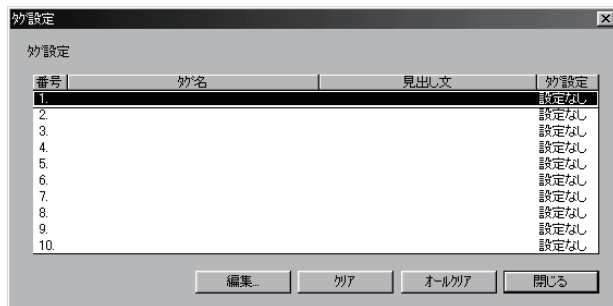 ﾀｸﾞ設定
ﾀｸﾞ設定
番号 ﾀｸﾞ名 見出し文 ﾀｸﾞ設定
1. 設定なし
2. 設定なし
3. 設定なし
4. 設定なし
5. 設定なし
6. 設定なし
7. 設定なし
8. 設定なし
9. 設定なし
10. 設定なし
編集... ｸﾘｱ ｵｰﾙｸﾘｱ 閉じる